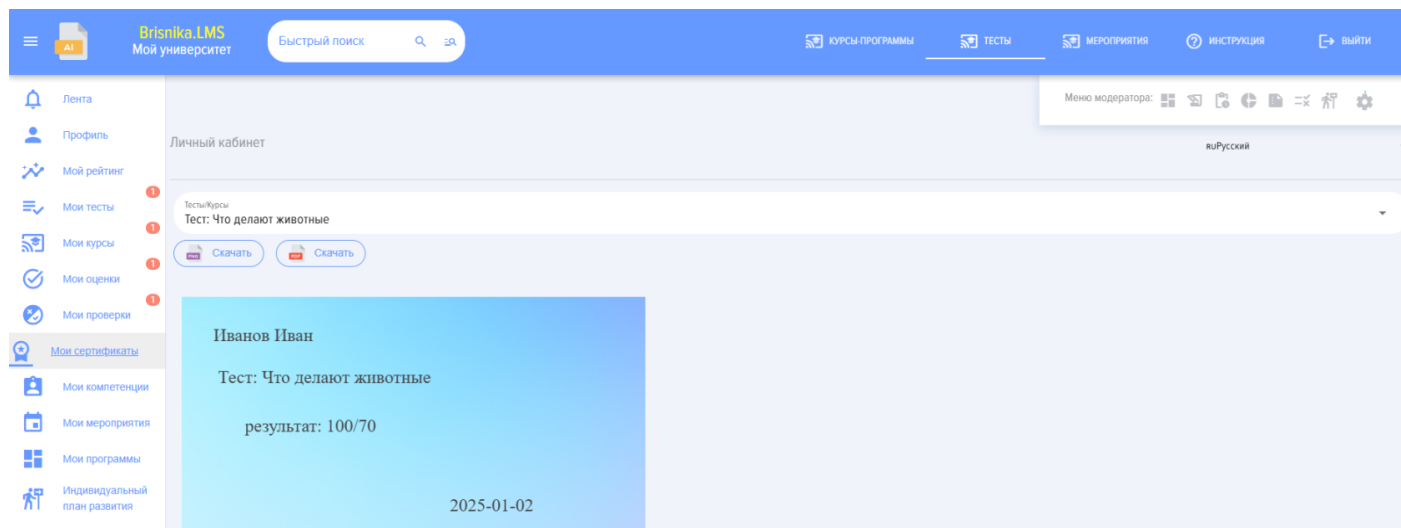 Brisnika.LMS
Мой университет
Быстрый поиск
КУРСЫ-ПРОГРАММЫ
ТЕСТЫ
МЕРОПРИЯТИЯ
ИНСТРУКЦИЯ
ВЫЙТИ
AI
Меню модератора:
Лента
Профиль
Личный кабинет
ruРусский
Мой рейтинг
1
Мои тесты
Тесты/Курсы
Тест: Что делают животные
1
Мои курсы
PNG Скачать
PDF Скачать
1
Мои оценки
1
Мои проверки
Мои сертификаты
Мои компетенции
Мои мероприятия
Мои программы
Индивидуальный
план развития
Иванов Иван
Тест: Что делают животные
результат: 100/70
2025-01-02